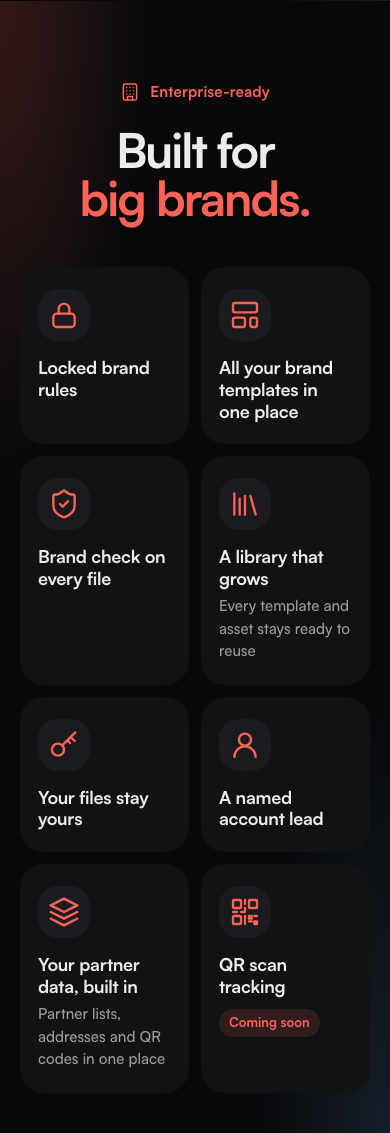 Enterprise-ready
Built for
big brands.
Locked brand
rules
All your brand
templates in
one place
Brand check on
every file
A library that
grows
Every template and
asset stays ready to
reuse
Your files stay
yours
A named
account lead
Your partner
data, built in
Partner lists,
addresses and QR
codes in one place
QR scan
tracking
Coming soon